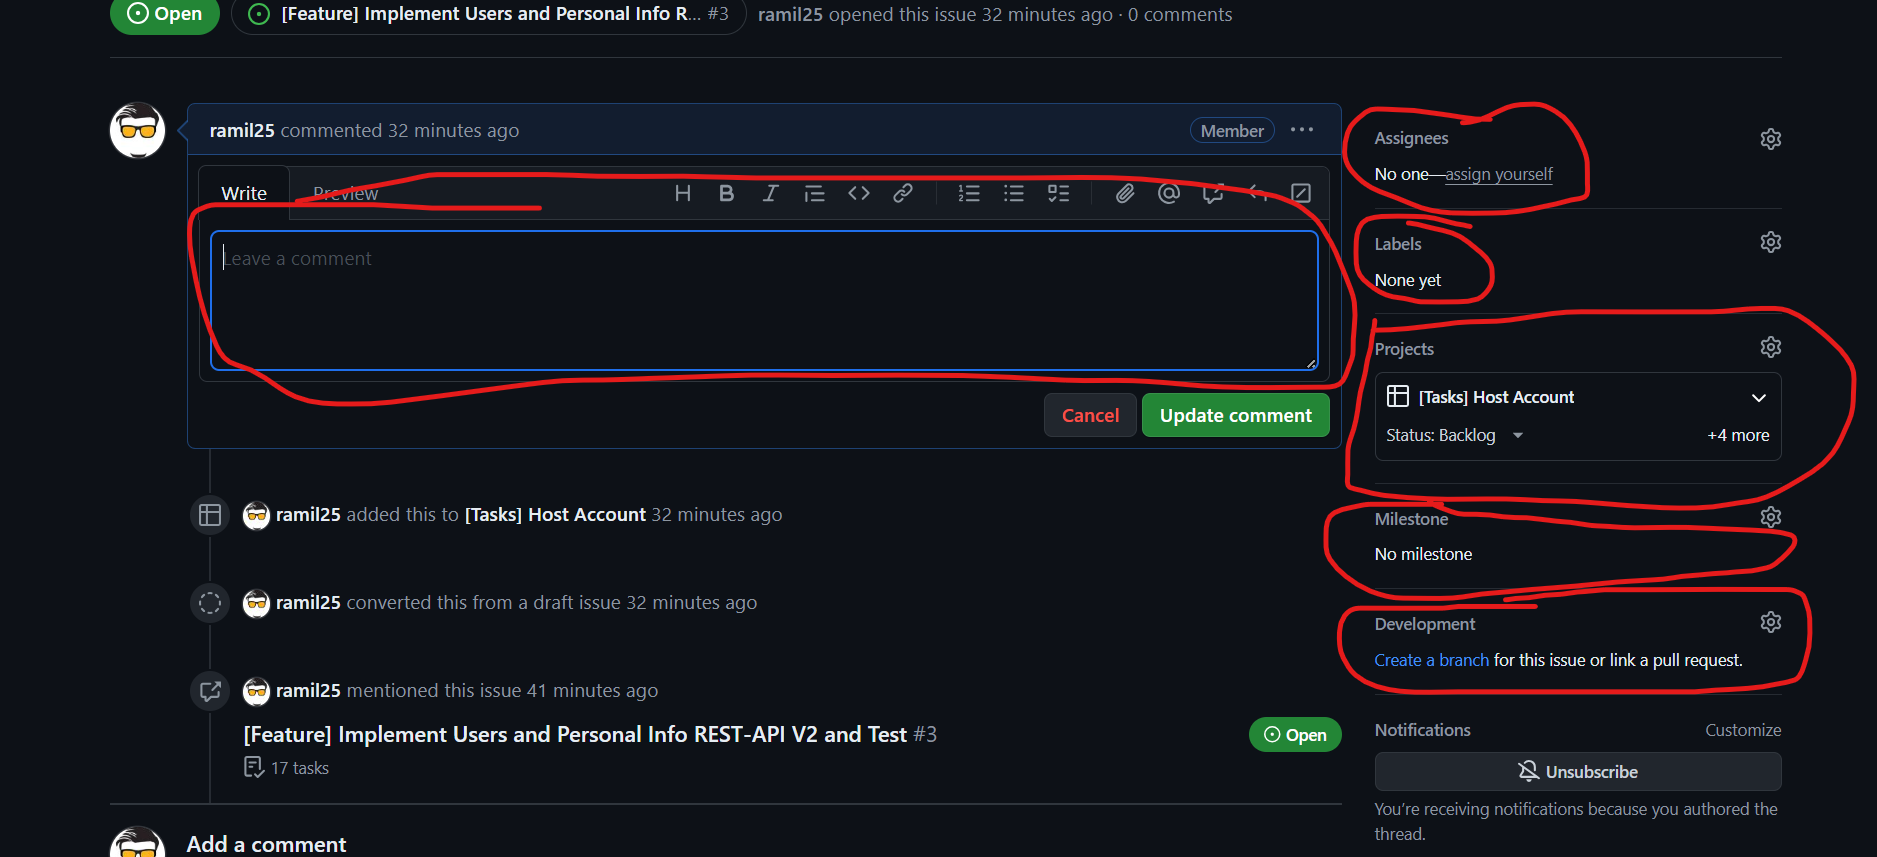 Open
[Feature] Implement Users and Personal Info R... #3
ramil25 opened this issue 32 minutes ago · 0 comments
ramil25 commented 32 minutes ago
Member
Write
Preview
Leave a comment
Cancel
Update comment
ramil25 added this to [Tasks] Host Account 32 minutes ago
ramil25 converted this from a draft issue 32 minutes ago
ramil25 mentioned this issue 41 minutes ago
[Feature] Implement Users and Personal Info REST-API V2 and Test #3
Open
17 tasks
Add a comment
Assignees
No one—assign yourself
Labels
None yet
Projects
[Tasks] Host Account
Status: Backlog
+4 more
Milestone
No milestone
Development
Create a branch for this issue or link a pull request.
Notifications
Customize
Unsubscribe
You're receiving notifications because you authored the
thread.